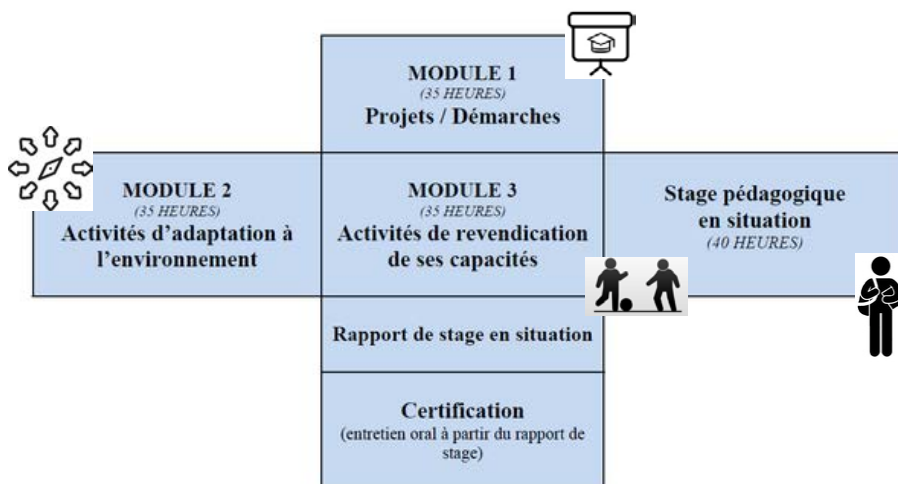 MODULE 1
(35 HEURES)
Projets / Démarches
MODULE 2
(35 HEURES)
Activités d'adaptation à
l'environnement
MODULE 3
(35 HEURES)
Activités de revendication
de ses capacités
Stage pédagogique
en situation
(40 HEURES)
Rapport de stage en situation
Certification
(entretien oral à partir du rapport de
stage)